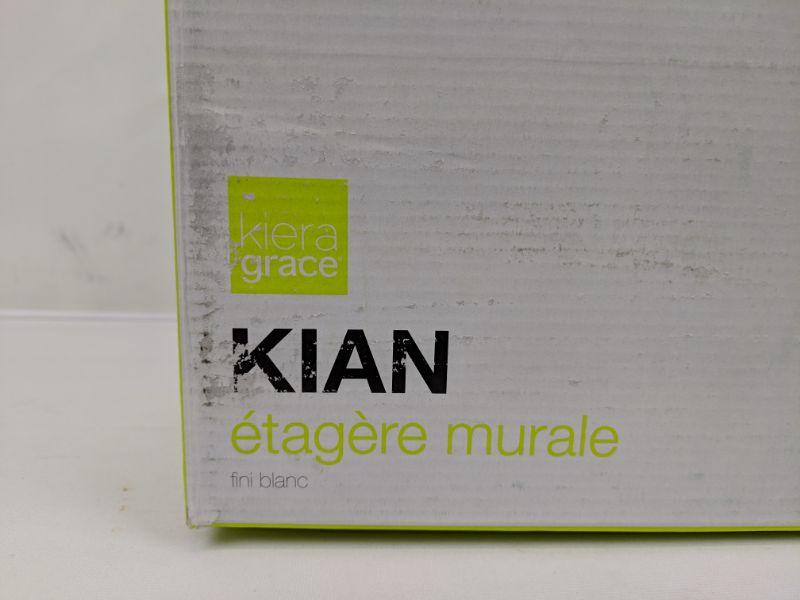 kiera
grace®
KIAN
étagère murale
fini blanc